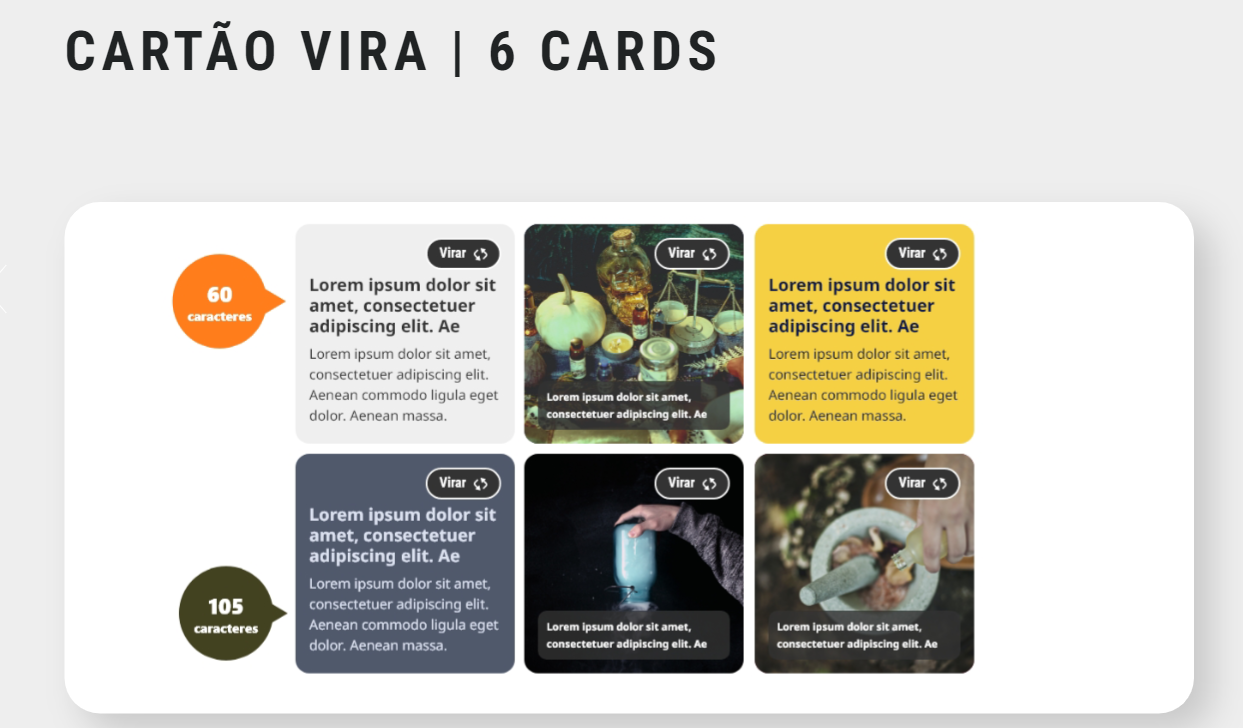 CARTÃO VIRA | 6 CARDS
60
caracteres
Virar
Lorem ipsum dolor sit
amet, consectetuer
adipiscing elit. Ae
Lorem ipsum dolor sit amet,
consectetuer adipiscing elit.
Aenean commodo ligula eget
dolor. Aenean massa.
Virar
Lorem ipsum dolor sit amet,
consectetuer adipiscing elit. Ae
Virar
Lorem ipsum dolor sit
amet, consectetuer
adipiscing elit. Ae
Lorem ipsum dolor sit amet,
consectetuer adipiscing elit.
Aenean commodo ligula eget
dolor. Aenean massa.
105
caracteres
Virar
Lorem ipsum dolor sit
amet, consectetuer
adipiscing elit. Ae
Lorem ipsum dolor sit amet,
consectetuer adipiscing elit.
Aenean commodo ligula eget
dolor. Aenean massa.
Virar
Lorem ipsum dolor sit amet,
consectetuer adipiscing elit. Ae
Virar
Lorem ipsum dolor sit amet,
consectetuer adipiscing elit. Ae